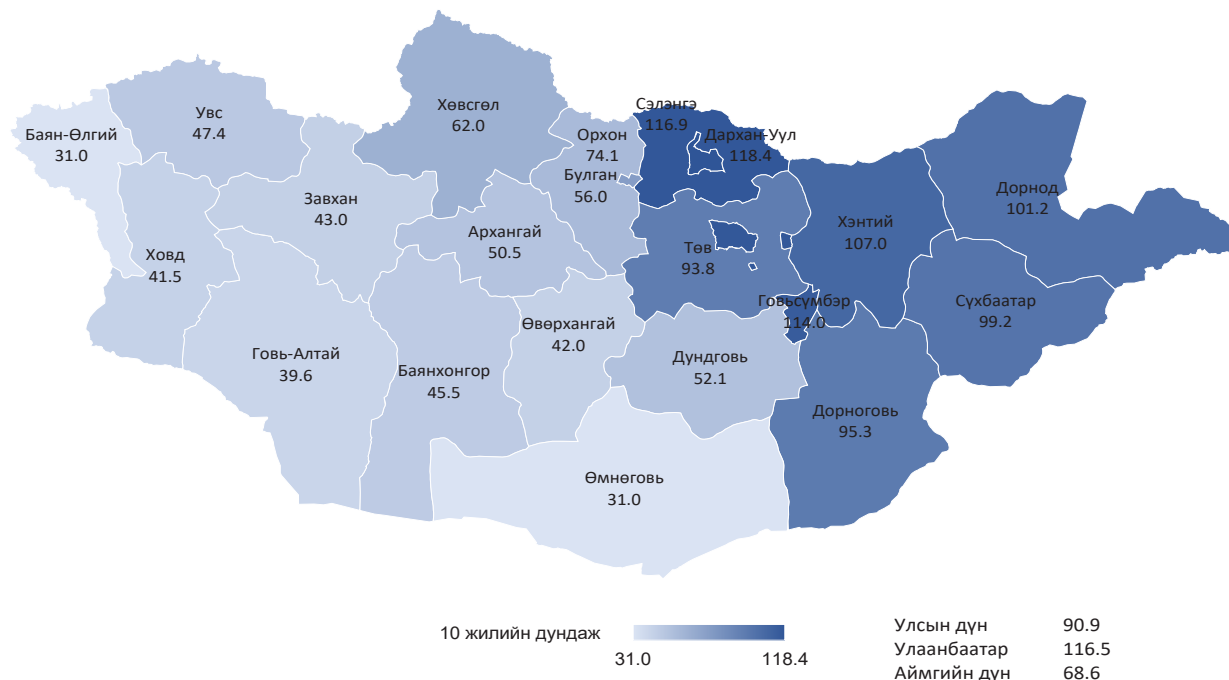 Баян-Өлгий
31.0
Увс
47.4
Хөвсгөл
62.0
Сэлэнгэ
116.9
Дархан-Уул
118.4
Орхон
74.1
Булган
56.0
Завхан
43.0
Архангай
50.5
Ховд
41.5
Төв
93.8
Хэнтий
107.0
Дорнод
101.2
Говьсүмбэр
114.0
Сүхбаатар
99.2
Говь-Алтай
39.6
Баянхонгор
45.5
Өвөрхангай
42.0
Дундговь
52.1
Дорноговь
95.3
Өмнөговь
31.0
10 жилийн дундаж
31.0 118.4
Улсын дүн 90.9
Улаанбаатар 116.5
Аймгийн дүн 68.6